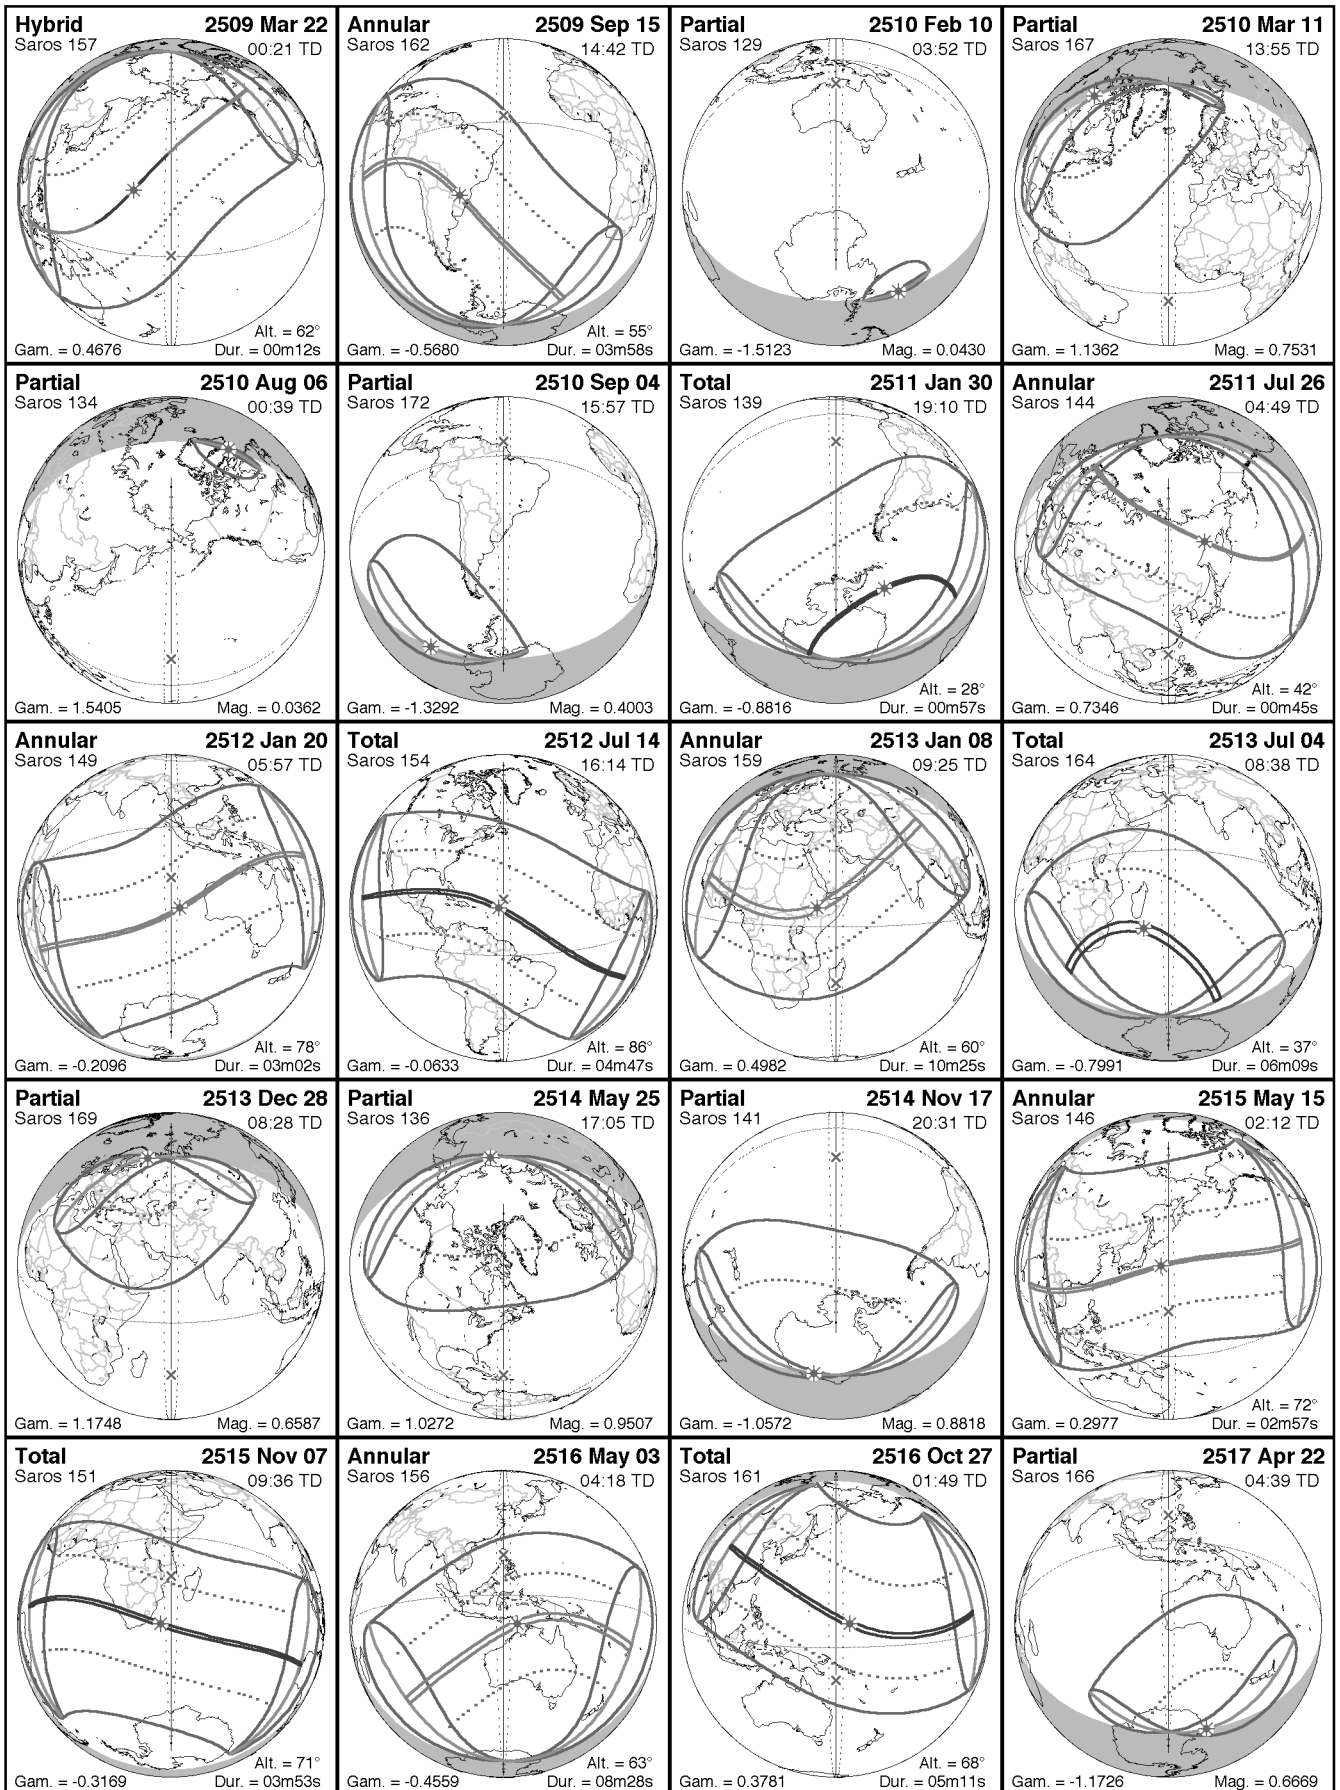 Hybrid 2509 Mar 22
Saros 157 00:21 TD
Alt. = 62°
Gam. = 0.4676 Dur. = 00m12s
Annular 2509 Sep 15
Saros 162 14:42 TD
Alt. = 55°
Gam. = -0.5680 Dur. = 03m58s
Partial 2510 Feb 10
Saros 129 03:52 TD
Gam. = -1.5123 Mag. = 0.0430
Partial 2510 Mar 11
Saros 167 13:55 TD
Gam. = 1.1362 Mag. = 0.7531
Partial 2510 Aug 06
Saros 134 00:39 TD
Gam. = 1.5405 Mag. = 0.0362
Partial 2510 Sep 04
Saros 172 15:57 TD
Gam. = -1.3292 Mag. = 0.4003
Total 2511 Jan 30
Saros 139 19:10 TD
Alt. = 28°
Gam. = -0.8816 Dur. = 00m57s
Annular 2511 Jul 26
Saros 144 04:49 TD
Alt. = 42°
Gam. = 0.7346 Dur. = 00m45s
Annular 2512 Jan 20
Saros 149 05:57 TD
Alt. = 78°
Gam. = -0.2096 Dur. = 03m02s
Total 2512 Jul 14
Saros 154 16:14 TD
Alt. = 86°
Gam. = -0.0633 Dur. = 04m47s
Annular 2513 Jan 08
Saros 159 09:25 TD
Alt. = 60°
Gam. = 0.4982 Dur. = 10m25s
Total 2513 Jul 04
Saros 164 08:38 TD
Alt. = 37°
Gam. = -0.7991 Dur. = 06m09s
Partial 2513 Dec 28
Saros 169 08:28 TD
Gam. = 1.1748 Mag. = 0.6587
Partial 2514 May 25
Saros 136 17:05 TD
Gam. = 1.0272 Mag. = 0.9507
Partial 2514 Nov 17
Saros 141 20:31 TD
Gam. = -1.0572 Mag. = 0.8818
Annular 2515 May 15
Saros 146 02:12 TD
Alt. = 72°
Gam. = 0.2977 Dur. = 02m57s
Total 2515 Nov 07
Saros 151 09:36 TD
Alt. = 71°
Gam. = -0.3169 Dur. = 03m53s
Annular 2516 May 03
Saros 156 04:18 TD
Alt. = 63°
Gam. = -0.4559 Dur. = 08m28s
Total 2516 Oct 27
Saros 161 01:49 TD
Alt. = 68°
Gam. = 0.3781 Dur. = 05m11s
Partial 2517 Apr 22
Saros 166 04:39 TD
Gam. = -1.1726 Mag. = 0.6669